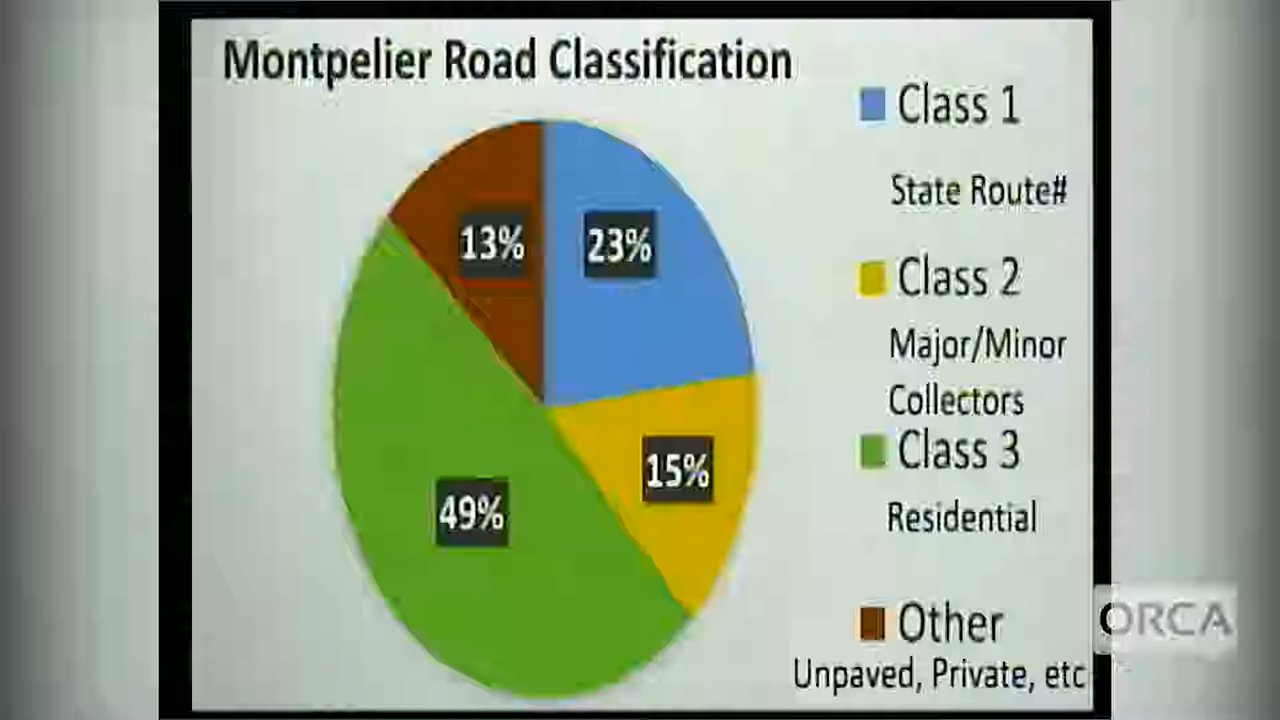 Montpelier Road Classification
Class 1
State Route#
13%
23%
Class 2
Major/Minor
Collectors
Class 3
15%
49%
Residential
Other
Unpaved, Private, etc
ORCA